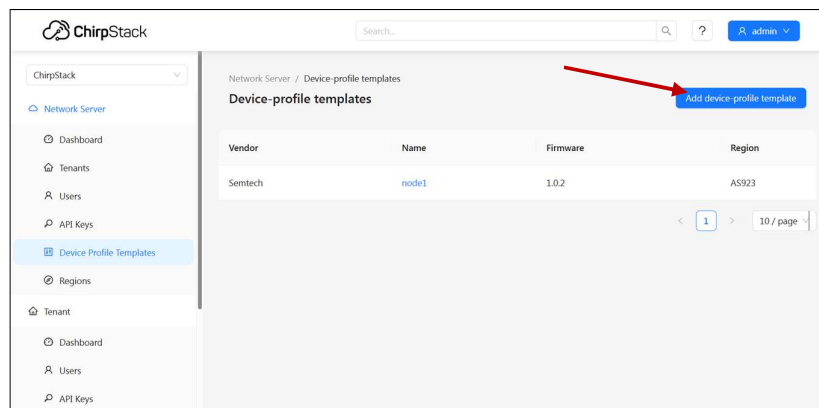 ChirpStack
Search...
?
admin
ChirpStack
Network Server
Dashboard
Tenants
Users
API Keys
Device Profile Templates
Regions
Tenant
Dashboard
Users
API Keys
Network Server / Device-profile templates
Device-profile templates
Add device-profile template
Vendor Name Firmware Region
Semtech node1 1.0.2 AS923
< 1 > 10 / page